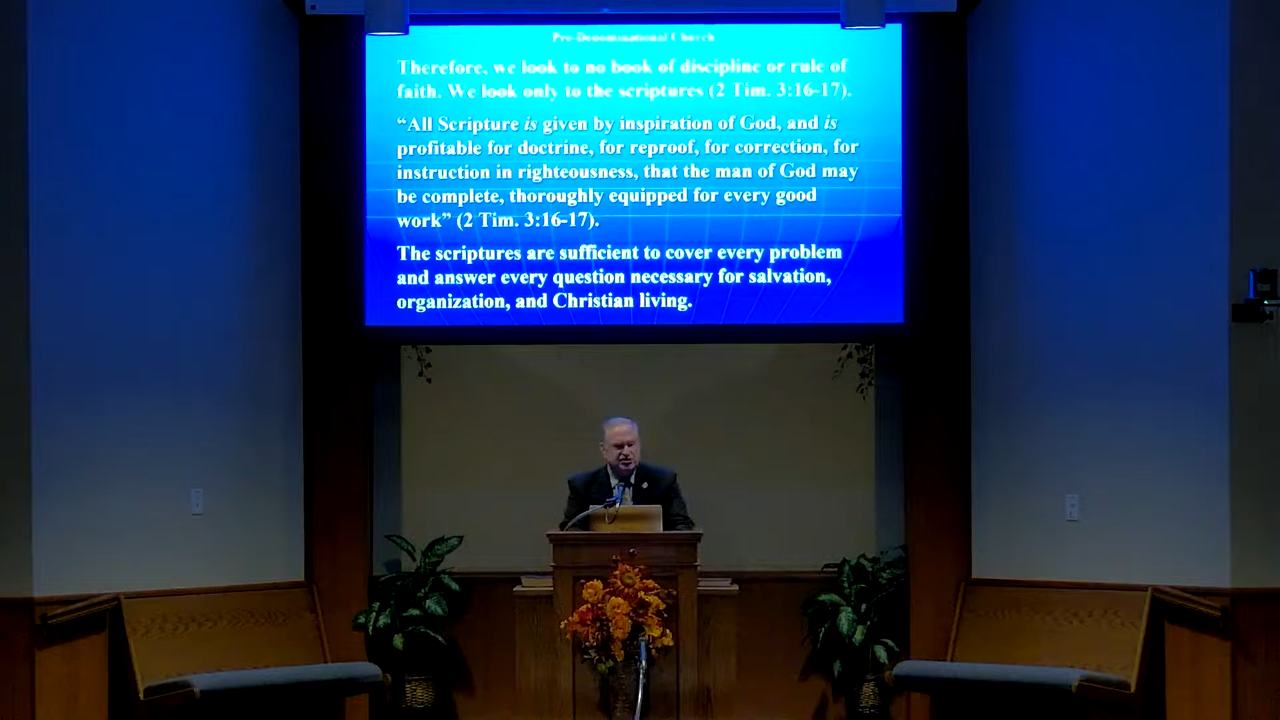 Pre-Denominational Church
Therefore, we look to no book of discipline or rule of
faith. We look only to the scriptures (2 Tim. 3:16-17).
“All Scripture is given by inspiration of God, and is
profitable for doctrine, for reproof, for correction, for
instruction in righteousness, that the man of God may
be complete, thoroughly equipped for every good
work” (2 Tim. 3:16-17).
The scriptures are sufficient to cover every problem
and answer every question necessary for salvation,
organization, and Christian living.